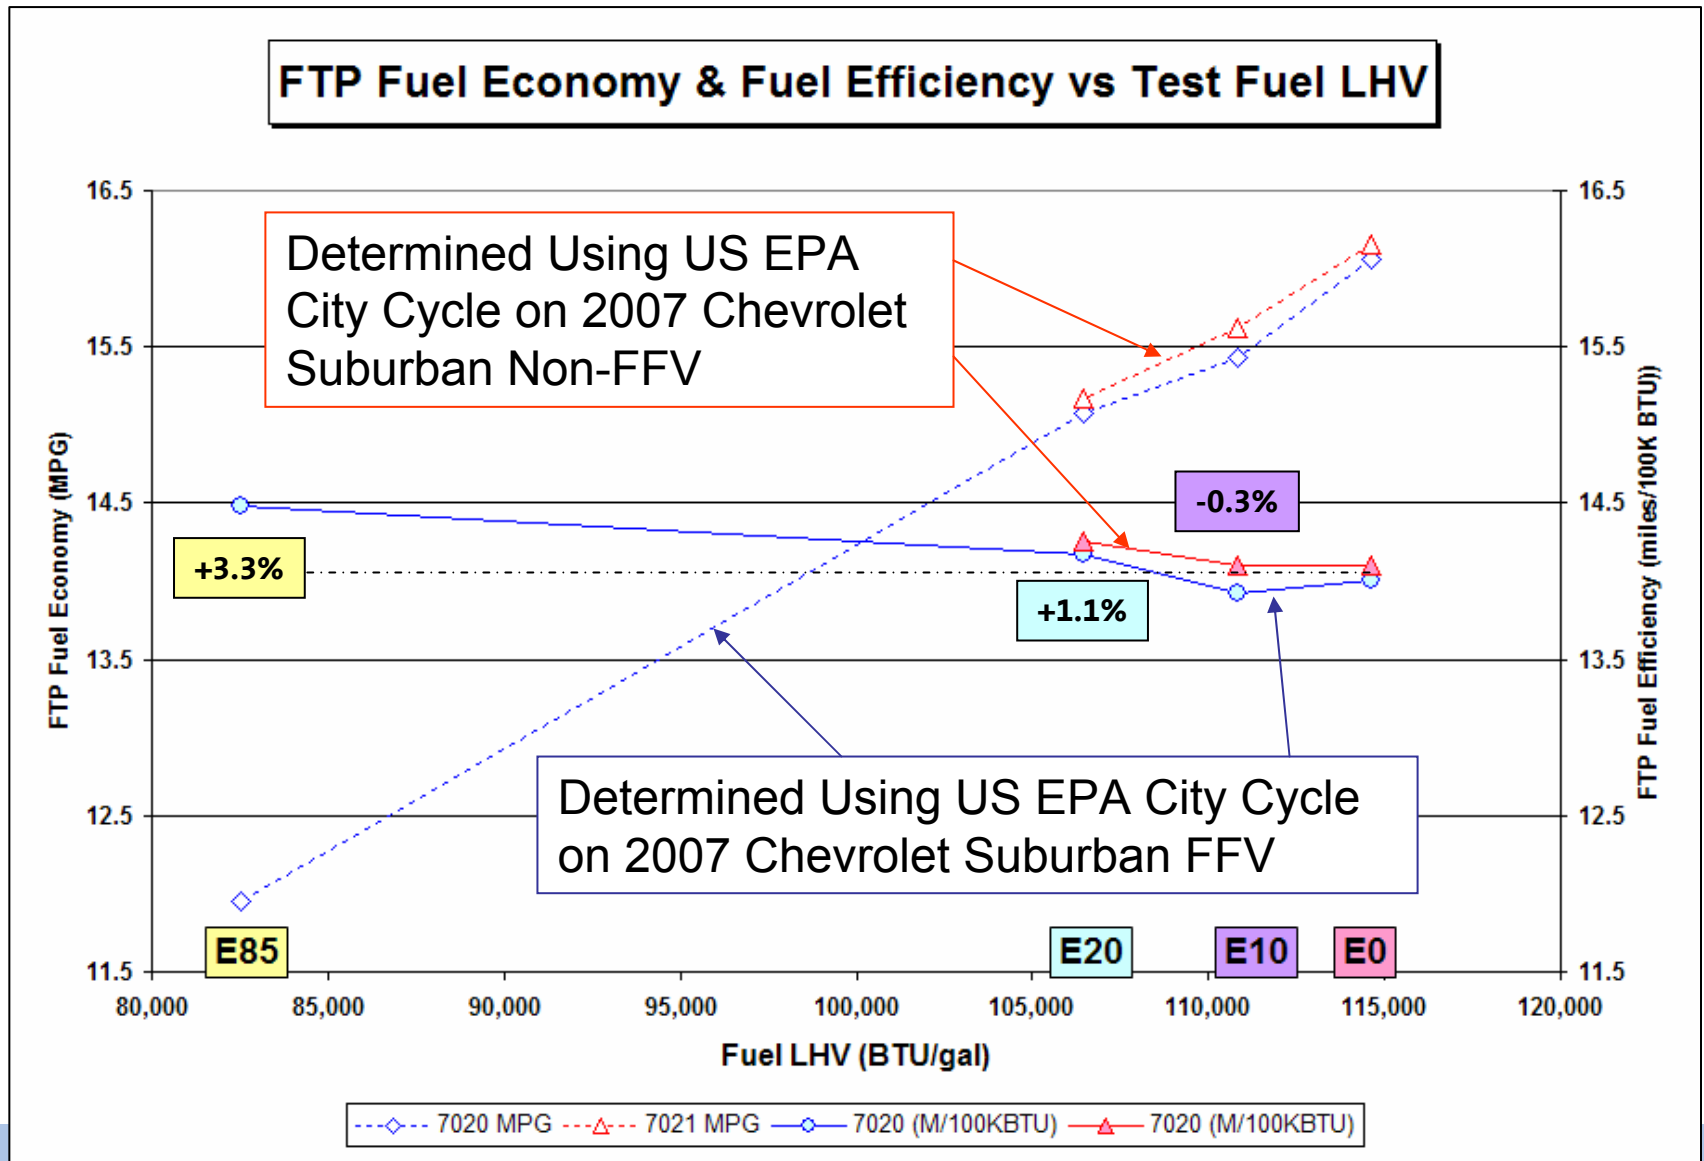 FTP Fuel Economy & Fuel Efficiency vs Test Fuel LHV
16.5
15.5
14.5
13.5
12.5
11.5
FTP Fuel Economy (MPG)
Determined Using US EPA
City Cycle on 2007 Chevrolet
Suburban Non-FFV
-0.3%
+3.3%
+1.1%
Determined Using US EPA City Cycle
on 2007 Chevrolet Suburban FFV
E85
E20
E10
E0
16.5
15.5
14.5
13.5
12.5
11.5
FTP Fuel Efficiency (miles/100K BTU))
80,000
85,000
90,000
95,000
100,000
105,000
110,000
115,000
120,000
Fuel LHV (BTU/gal)
7020 MPG
7021 MPG
7020 (M/100KBTU)
7020 (M/100KBTU)